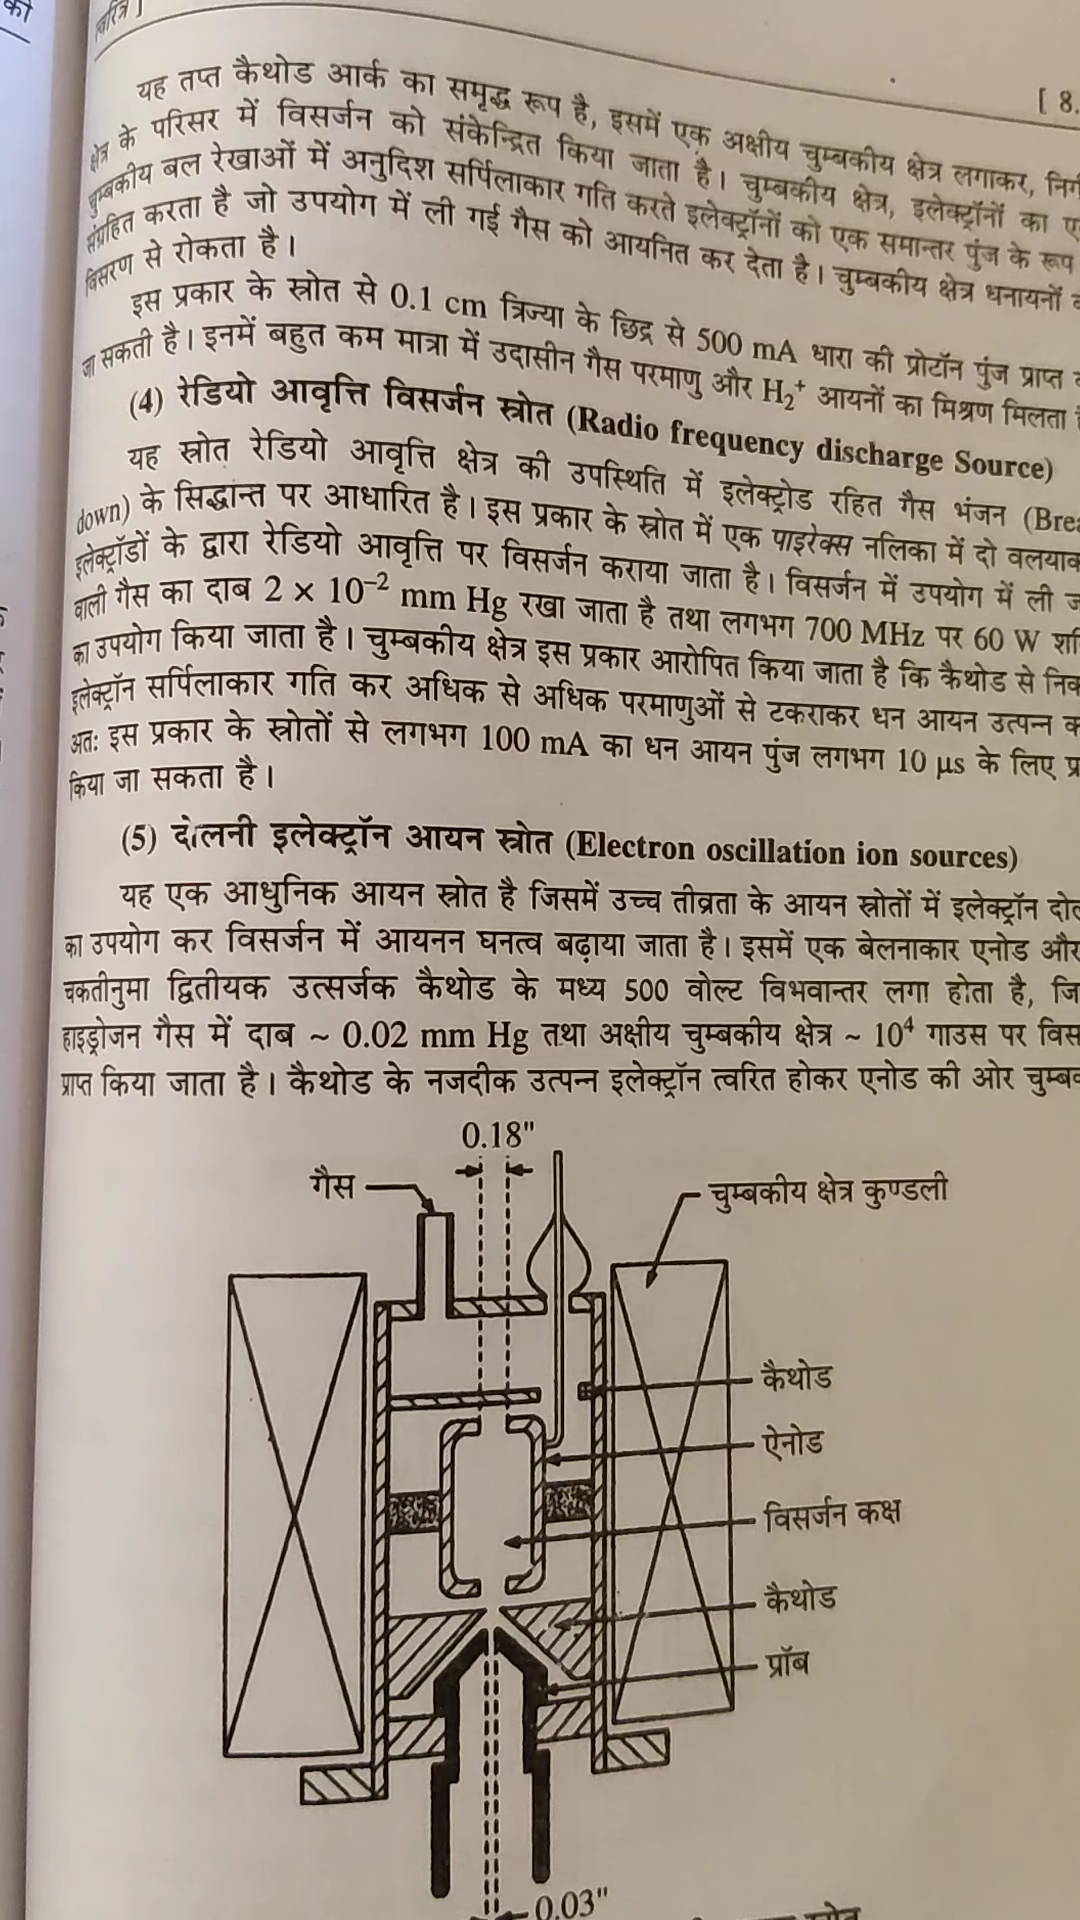 को
त्वरित्र ]
[ 8.
यह तप्त कैथोड आर्क का समृद्ध रूप है, इसमें एक अक्षीय चुम्बकीय क्षेत्र लगाकर,
क्षेत्र के परिसर में विसर्जन को संकेन्द्रित किया जाता है। चुम्बकीय क्षेत्र, इलेक्ट्रॉनों का
चुम्बकीय बल रेखाओं में अनुदिश सर्पिलाकार गति करते इलेक्ट्रॉनों को एक समान्तर पुंज के रूप
संग्रहित करता है जो उपयोग में ली गई गैस को आयनित कर देता है। चुम्बकीय क्षेत्र धनायनों
विसरण से रोकता है।
इस प्रकार के स्रोत से 0.1 cm त्रिज्या के छिद्र से 500 mA धारा की प्रोटॉन पुंज प्राप्त
जा सकती है। इनमें बहुत कम मात्रा में उदासीन गैस परमाणु और H₂⁺ आयनों का मिश्रण मिलता
(4) रेडियो आवृत्ति विसर्जन स्रोत (Radio frequency discharge Source)
यह स्रोत रेडियो आवृत्ति क्षेत्र की उपस्थिति में इलेक्ट्रोड रहित गैस भंजन (Brea
down) के सिद्धान्त पर आधारित है। इस प्रकार के स्रोत में एक पाइरेक्स नलिका में दो वलयाक
इलेक्ट्रॉडों के द्वारा रेडियो आवृत्ति पर विसर्जन कराया जाता है। विसर्जन में उपयोग में ली
वाली गैस का दाब 2 × 10⁻² mm Hg रखा जाता है तथा लगभग 700 MHz पर 60 W
का उपयोग किया जाता है। चुम्बकीय क्षेत्र इस प्रकार आरोपित किया जाता है कि कैथोड से निक
इलेक्ट्रॉन सर्पिलाकार गति कर अधिक से अधिक परमाणुओं से टकराकर धन आयन उत्पन्न
अतः इस प्रकार के स्रोतों से लगभग 100 mA का धन आयन पुंज लगभग 10 μs के लिए प्र
किया जा सकता है।
(5) दोलनी इलेक्ट्रॉन आयन स्रोत (Electron oscillation ion sources)
यह एक आधुनिक आयन स्रोत है जिसमें उच्च तीव्रता के आयन स्रोतों में इलेक्ट्रॉन दोल
का उपयोग कर विसर्जन में आयनन घनत्व बढ़ाया जाता है। इसमें एक बेलनाकार एनोड और
चकतीनुमा द्वितीयक उत्सर्जक कैथोड के मध्य 500 वोल्ट विभवान्तर लगा होता है, जि
हाइड्रोजन गैस में दाब ~ 0.02 mm Hg तथा अक्षीय चुम्बकीय क्षेत्र ~ 10⁴ गाउस पर विस
प्राप्त किया जाता है। कैथोड के नजदीक उत्पन्न इलेक्ट्रॉन त्वरित होकर एनोड की ओर चुम्बक
0.18"
गैस
चुम्बकीय क्षेत्र कुण्डली
कैथोड
ऐनोड
विसर्जन कक्ष
कैथोड
प्रॉब
0.03"